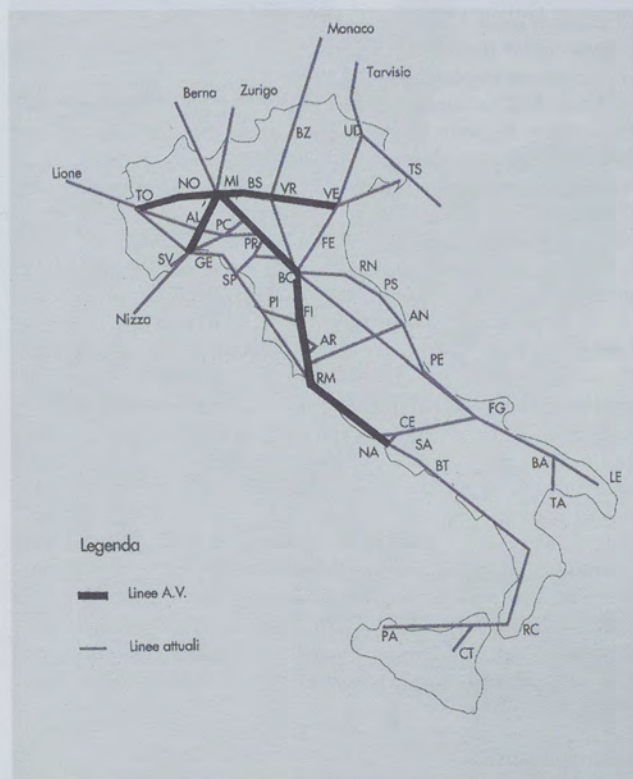 Monaco
Tarvisio
Berna
Zurigo
BZ
UD
TS
Lione
TO
NO
MI
BS
VR
VE
AL
PC
FE
PR
SV
GE
SP
BO
RN
PS
Nizza
PI
FI
AN
AR
PE
RM
FG
CE
SA
NA
BT
BA
LE
TA
Legenda
Linee A.V.
Linee attuali
PA
CT
RC